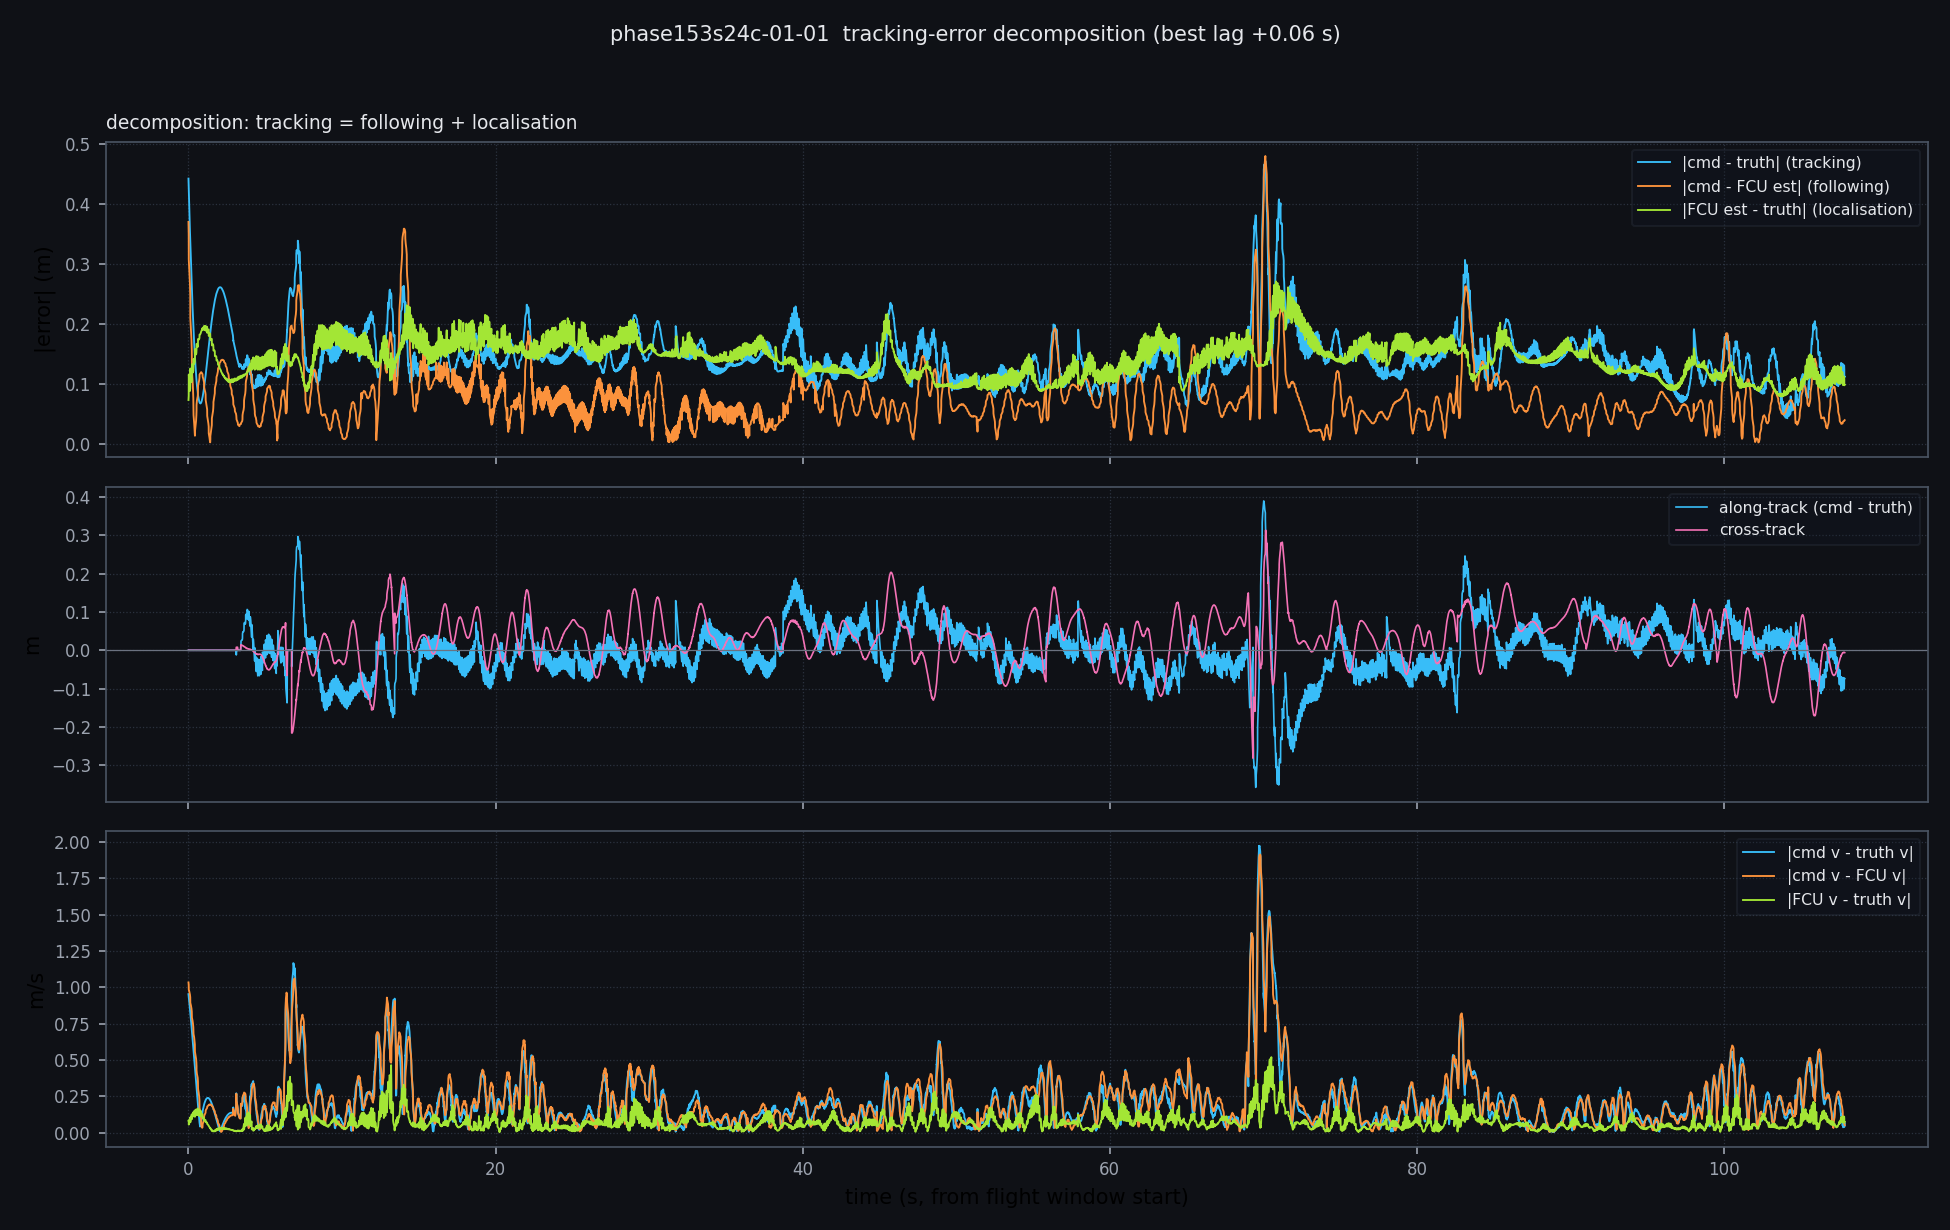 phase153s24c-01-01  tracking-error decomposition (best lag +0.06 s)
decomposition: tracking = following + localisation
|error| (m)
0.5
0.4
0.3
0.2
0.1
0.0
|cmd - truth| (tracking)
|cmd - FCU est| (following)
|FCU est - truth| (localisation)
m
0.4
0.3
0.2
0.1
0.0
−0.1
−0.2
−0.3
along-track (cmd - truth)
cross-track
m/s
2.00
1.75
1.50
1.25
1.00
0.75
0.50
0.25
0.00
|cmd v - truth v|
|cmd v - FCU v|
|FCU v - truth v|
0 20 40 60 80 100
time (s, from flight window start)